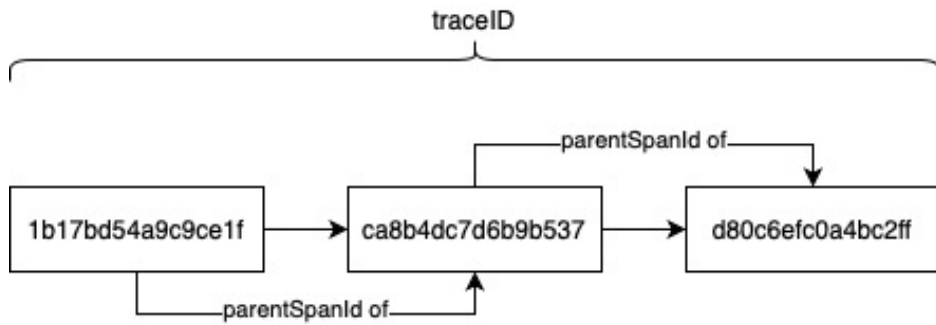 traceID
parentSpanId of
1b17bd54a9c9ce1f
ca8b4dc7d6b9b537
d80c6efc0a4bc2ff
parentSpanId of